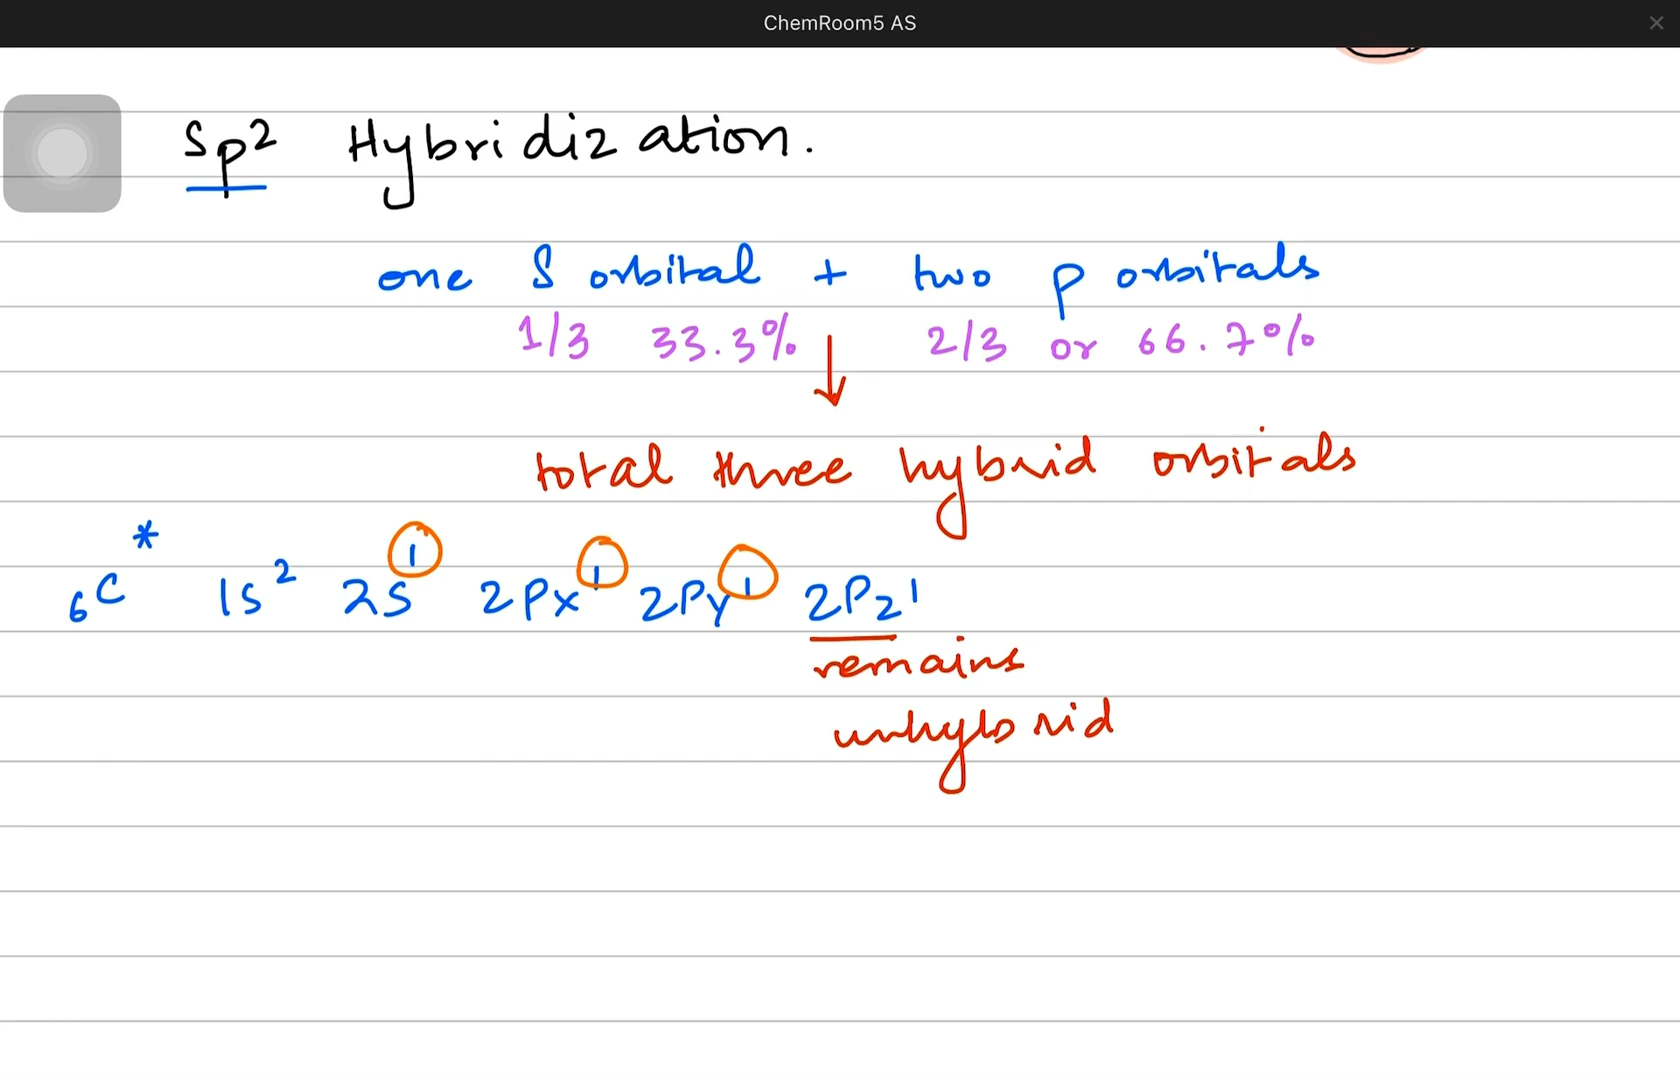 ChemRoom5 AS
Sp² Hybridization.
one S orbital + two p orbitals
1/3 33.3% 2/3 or 66.7%
↓
total three hybrid orbitals
₆C* 1s² 2s¹ 2Px¹ 2Py¹ 2Pz¹
remains
unhybrid